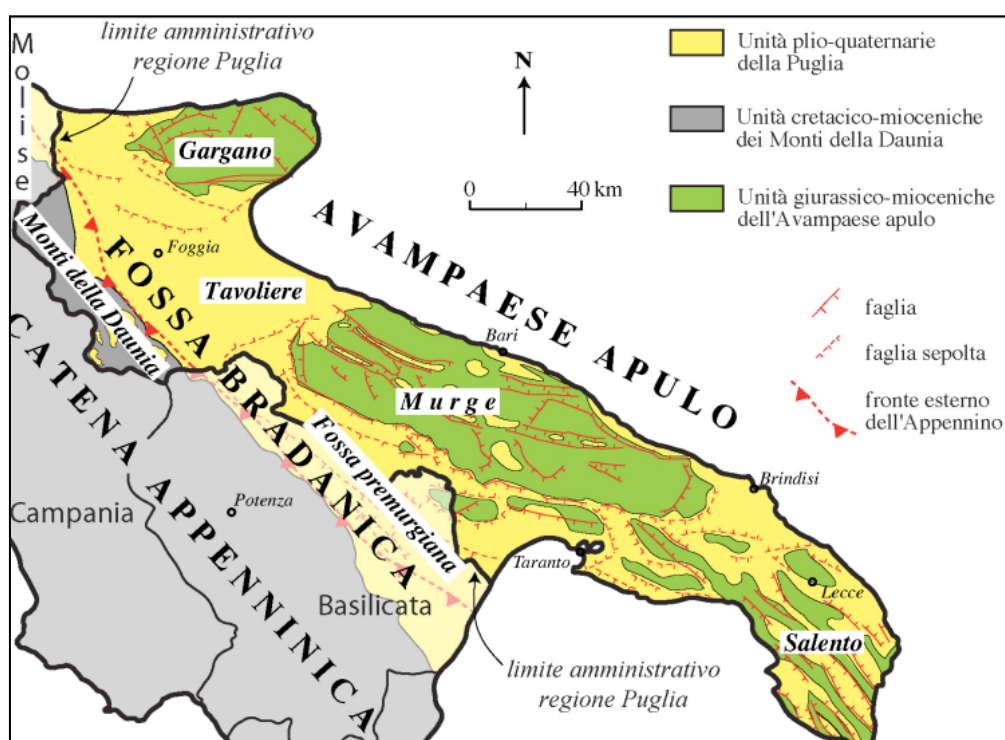 limite amministrativo
regione Puglia
Molise
N
0
40 km
Gargano
Foggia
Tavoliere
Monti della Daunia
FOSSA BRADANICA
AVAMPAESE APULO
Bari
Murge
Fossa premurgiana
CATENA APPENNINICA
Potenza
Campania
Basilicata
Brindisi
Taranto
Lecce
Salento
limite amministrativo
regione Puglia
Unità plio-quaternarie
della Puglia
Unità cretacico-mioceniche
dei Monti della Daunia
Unità giurassico-mioceniche
dell'Avampaese apulo
faglia
faglia sepolta
fronte esterno
dell'Appennino